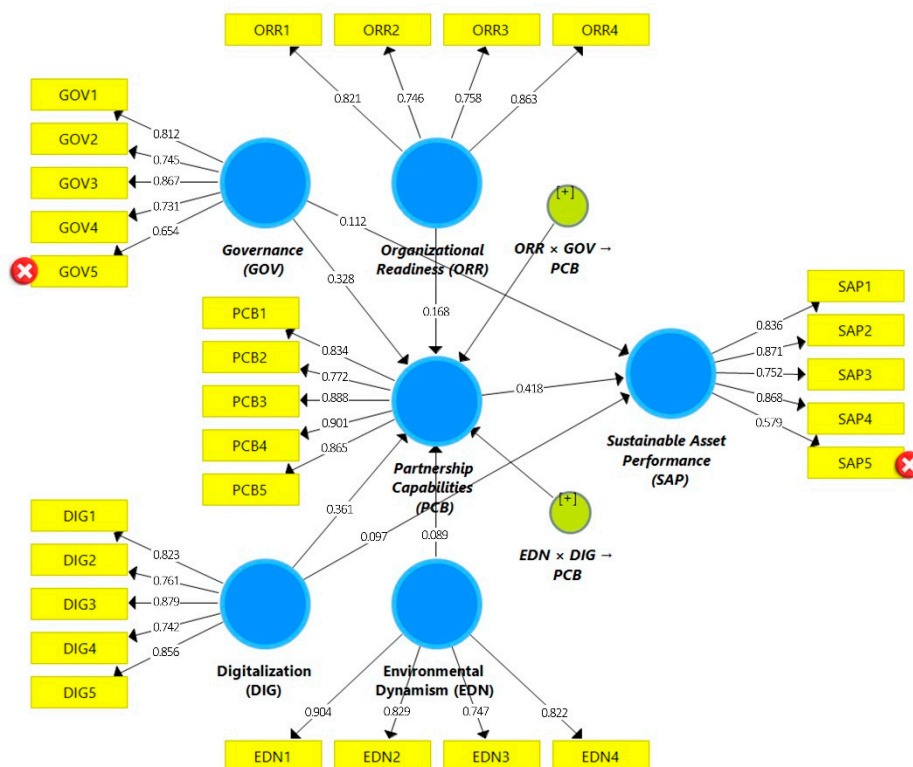 ORR1
ORR2
ORR3
ORR4
0.821
0.746
0.758
0.863
GOV1
GOV2
GOV3
GOV4
GOV5
0.812
0.745
0.867
0.731
0.654
Governance
(GOV)
Organizational
Readiness (ORR)
[+]
ORR × GOV →
PCB
0.112
0.328
0.168
PCB1
PCB2
PCB3
PCB4
PCB5
0.834
0.772
0.888
0.901
0.865
Partnership
Capabilities
(PCB)
0.418
Sustainable Asset
Performance
(SAP)
0.836
0.871
0.752
0.868
0.579
SAP1
SAP2
SAP3
SAP4
SAP5
0.361
0.097
0.089
[+]
EDN × DIG →
PCB
DIG1
DIG2
DIG3
DIG4
DIG5
0.823
0.761
0.879
0.742
0.856
Digitalization
(DIG)
Environmental
Dynamism (EDN)
0.904
0.829
0.747
0.822
EDN1
EDN2
EDN3
EDN4